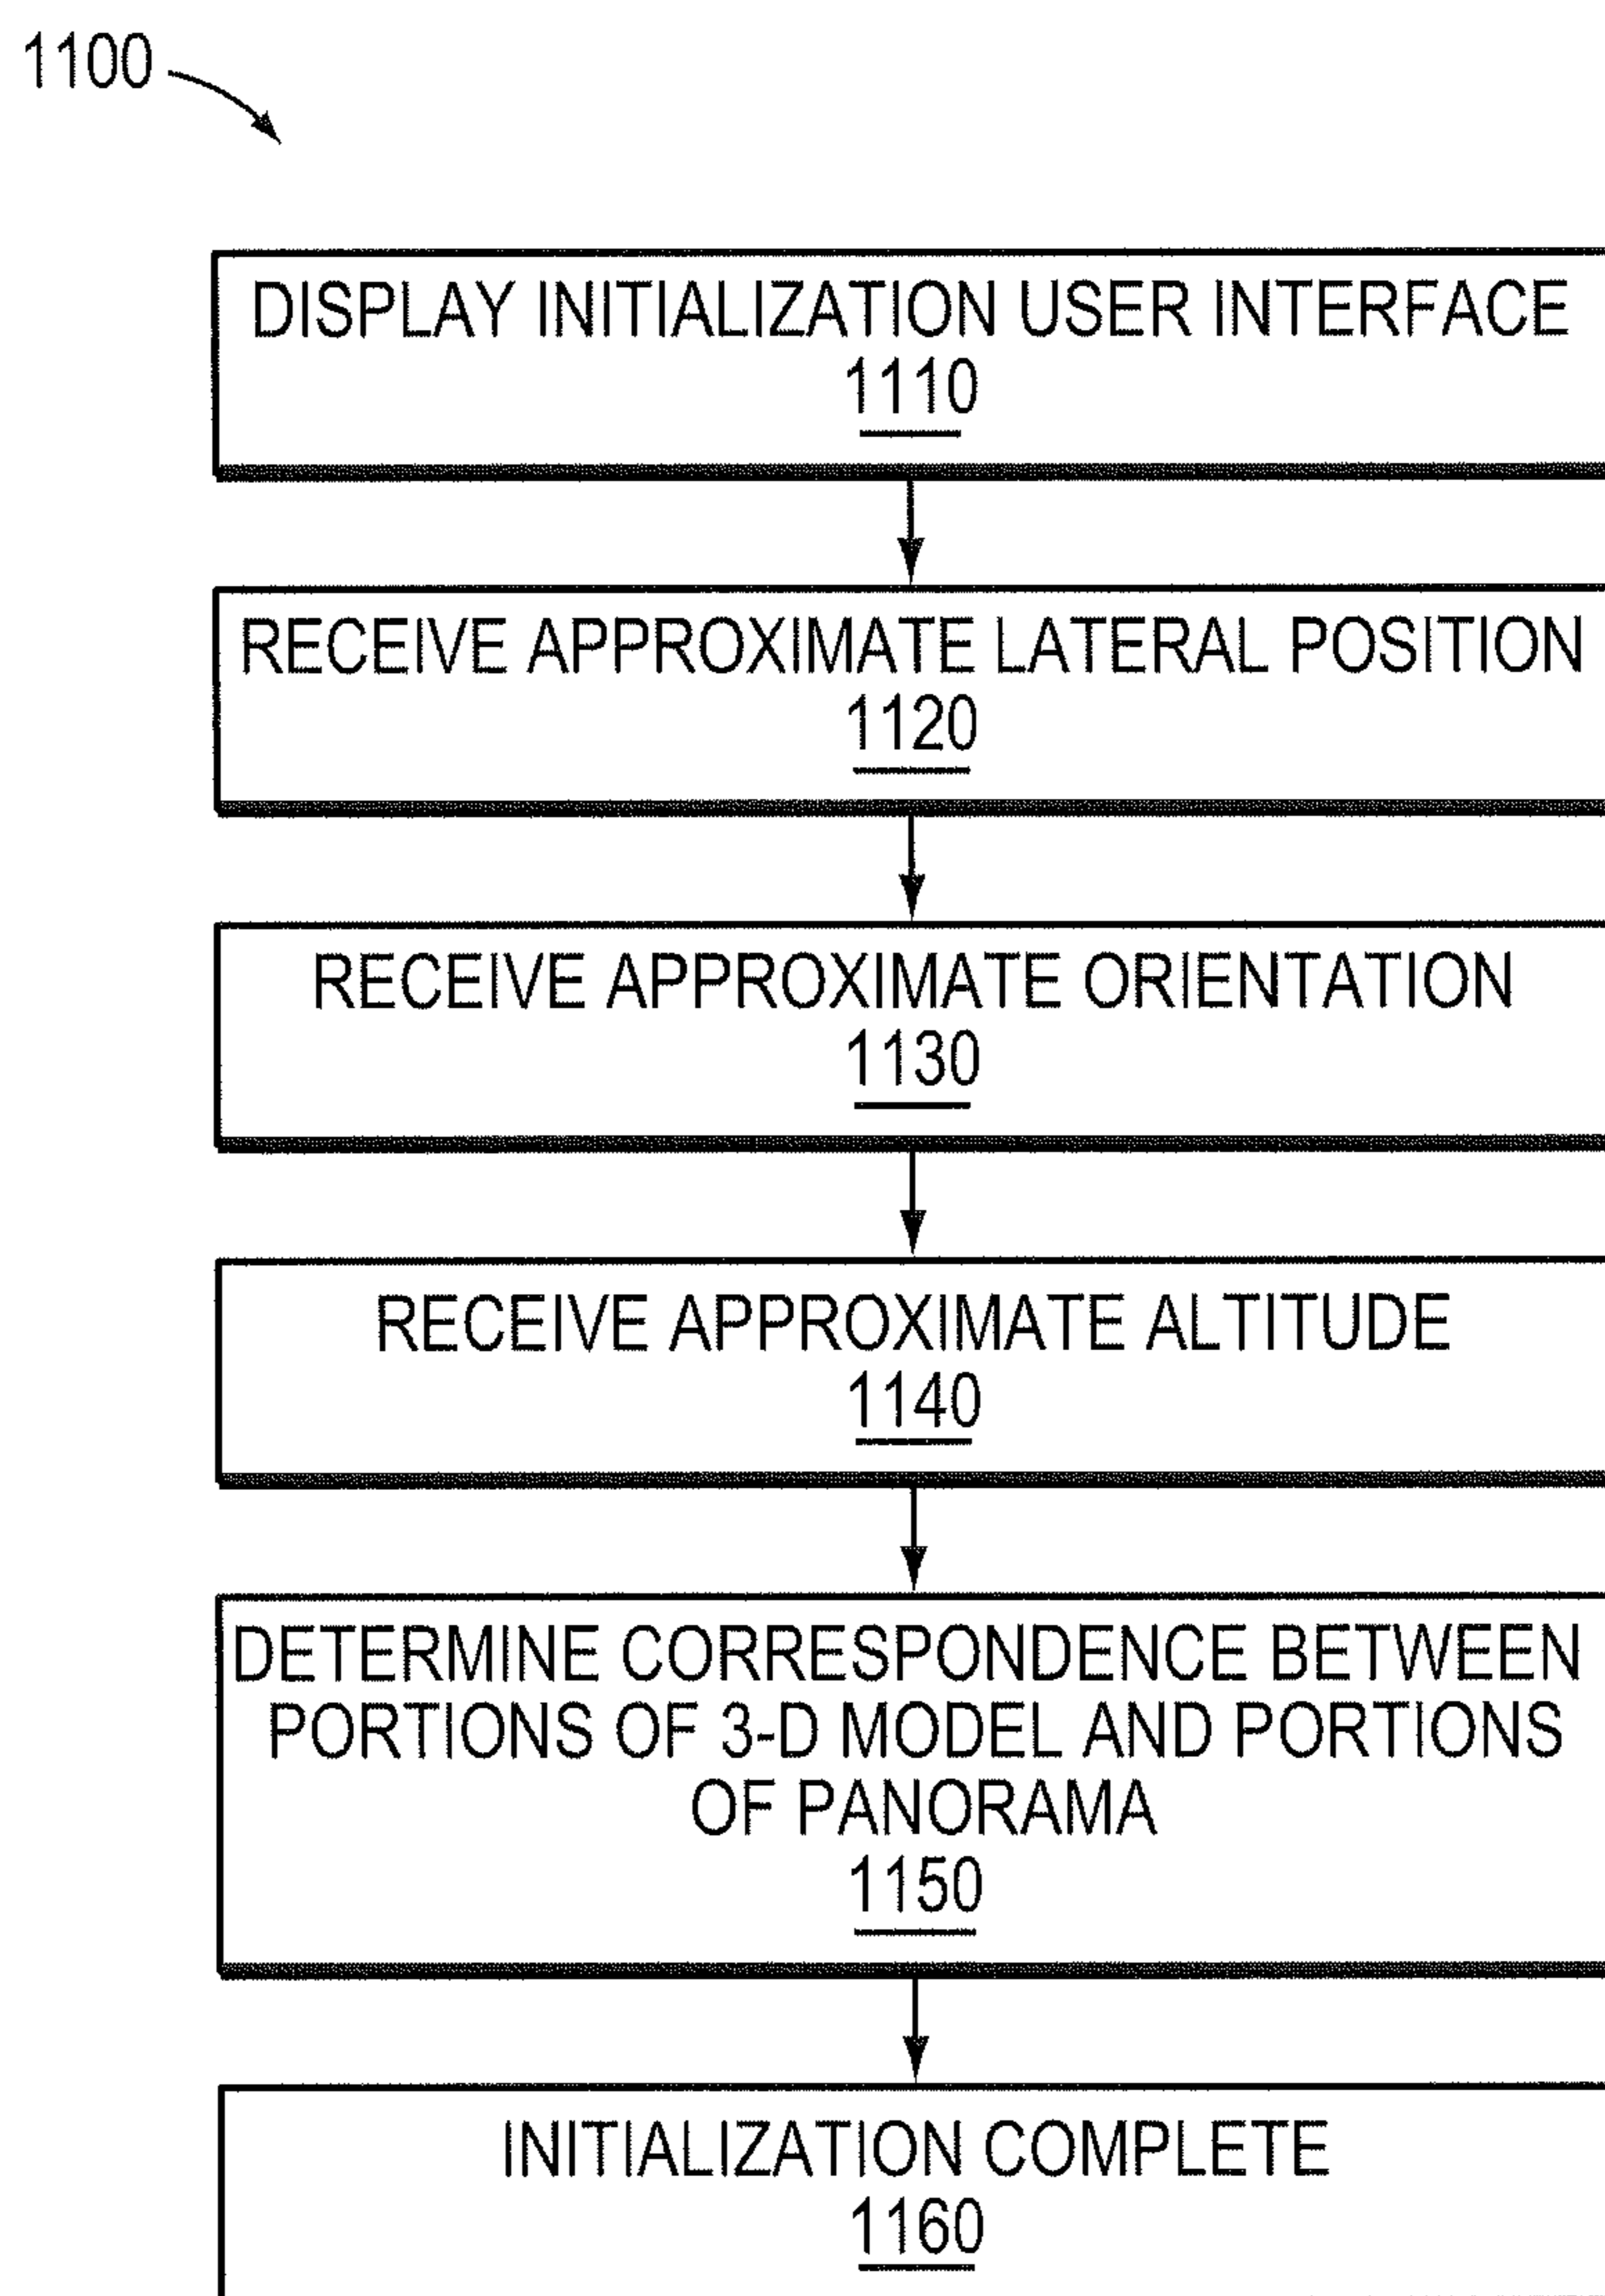 1100
DISPLAY INITIALIZATION USER INTERFACE
1110
RECEIVE APPROXIMATE LATERAL POSITION
1120
RECEIVE APPROXIMATE ORIENTATION
1130
RECEIVE APPROXIMATE ALTITUDE
1140
DETERMINE CORRESPONDENCE BETWEEN
PORTIONS OF 3-D MODEL AND PORTIONS
OF PANORAMA
1150
INITIALIZATION COMPLETE
1160